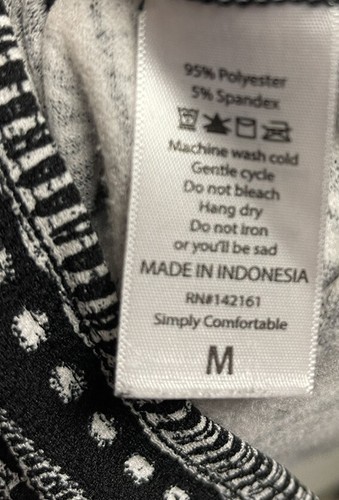 95% Polyester
5% Spandex
Machine wash cold
Gentle cycle
Do not bleach
Hang dry
Do not iron
or you'll be sad
MADE IN INDONESIA
RN#142161
Simply Comfortable
M